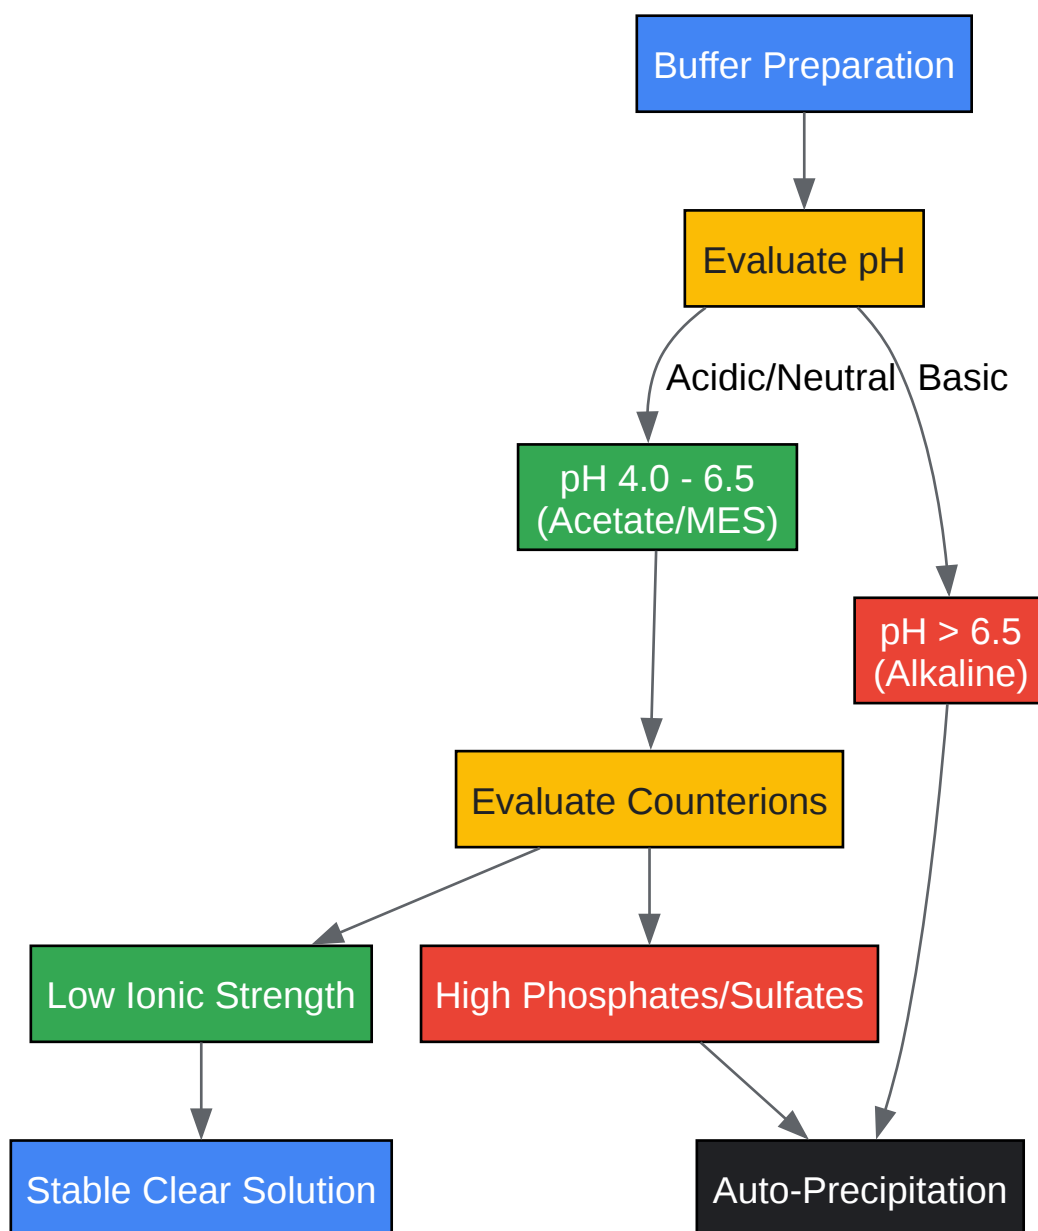 Buffer Preparation
Evaluate pH
Acidic/Neutral
Basic
pH 4.0 - 6.5
(Acetate/MES)
pH > 6.5
(Alkaline)
Evaluate Counterions
Low Ionic Strength
High Phosphates/Sulfates
Stable Clear Solution
Auto-Precipitation